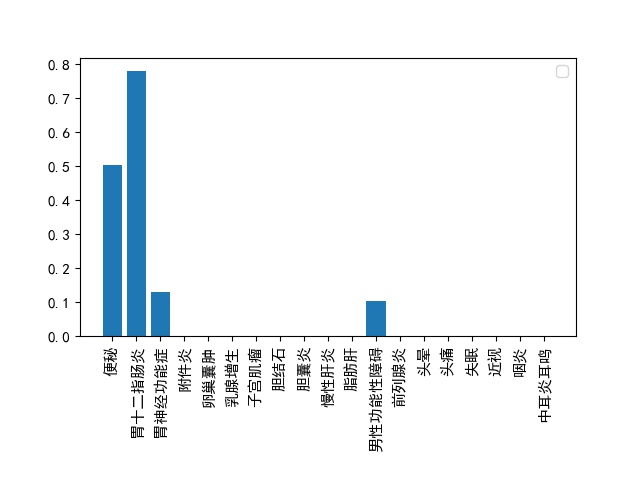 0.8
0.7
0.6
0.5
0.4
0.3
0.2
0.1
0.0
便秘
胃十二指肠炎
胃神经功能症
附件炎
卵巢囊肿
乳腺增生
子宫肌瘤
胆结石
胆囊炎
慢性肝炎
脂肪肝
男性功能性障碍
前列腺炎
头晕
头痛
失眠
近视
咽炎
中耳炎耳鸣